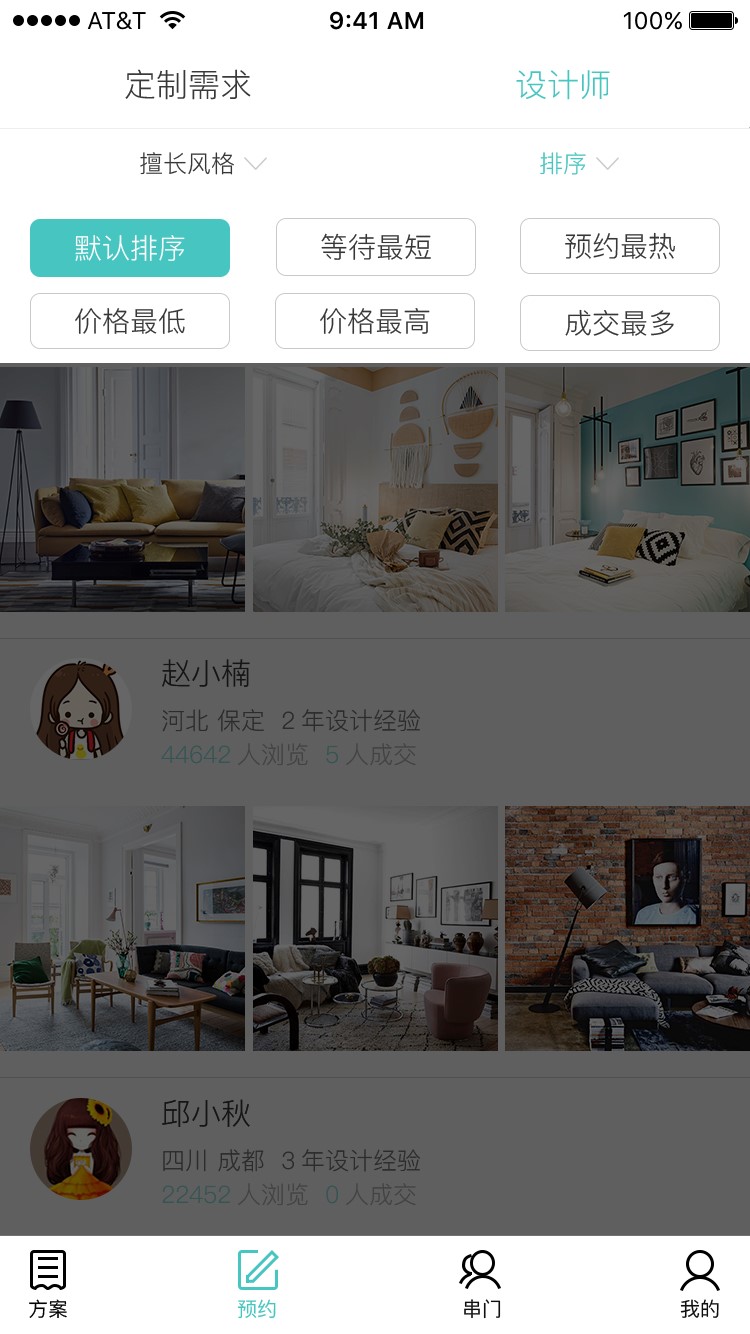 AT&T 9:41 AM 100%
定制需求 设计师
擅长风格 排序
默认排序 等待最短 预约最热
价格最低 价格最高 成交最多
赵小楠
河北 保定 2 年设计经验
44642 人浏览 5 人成交
邱小秋
四川 成都 3 年设计经验
22452 人浏览 0 人成交
方案 预约 串门 我的